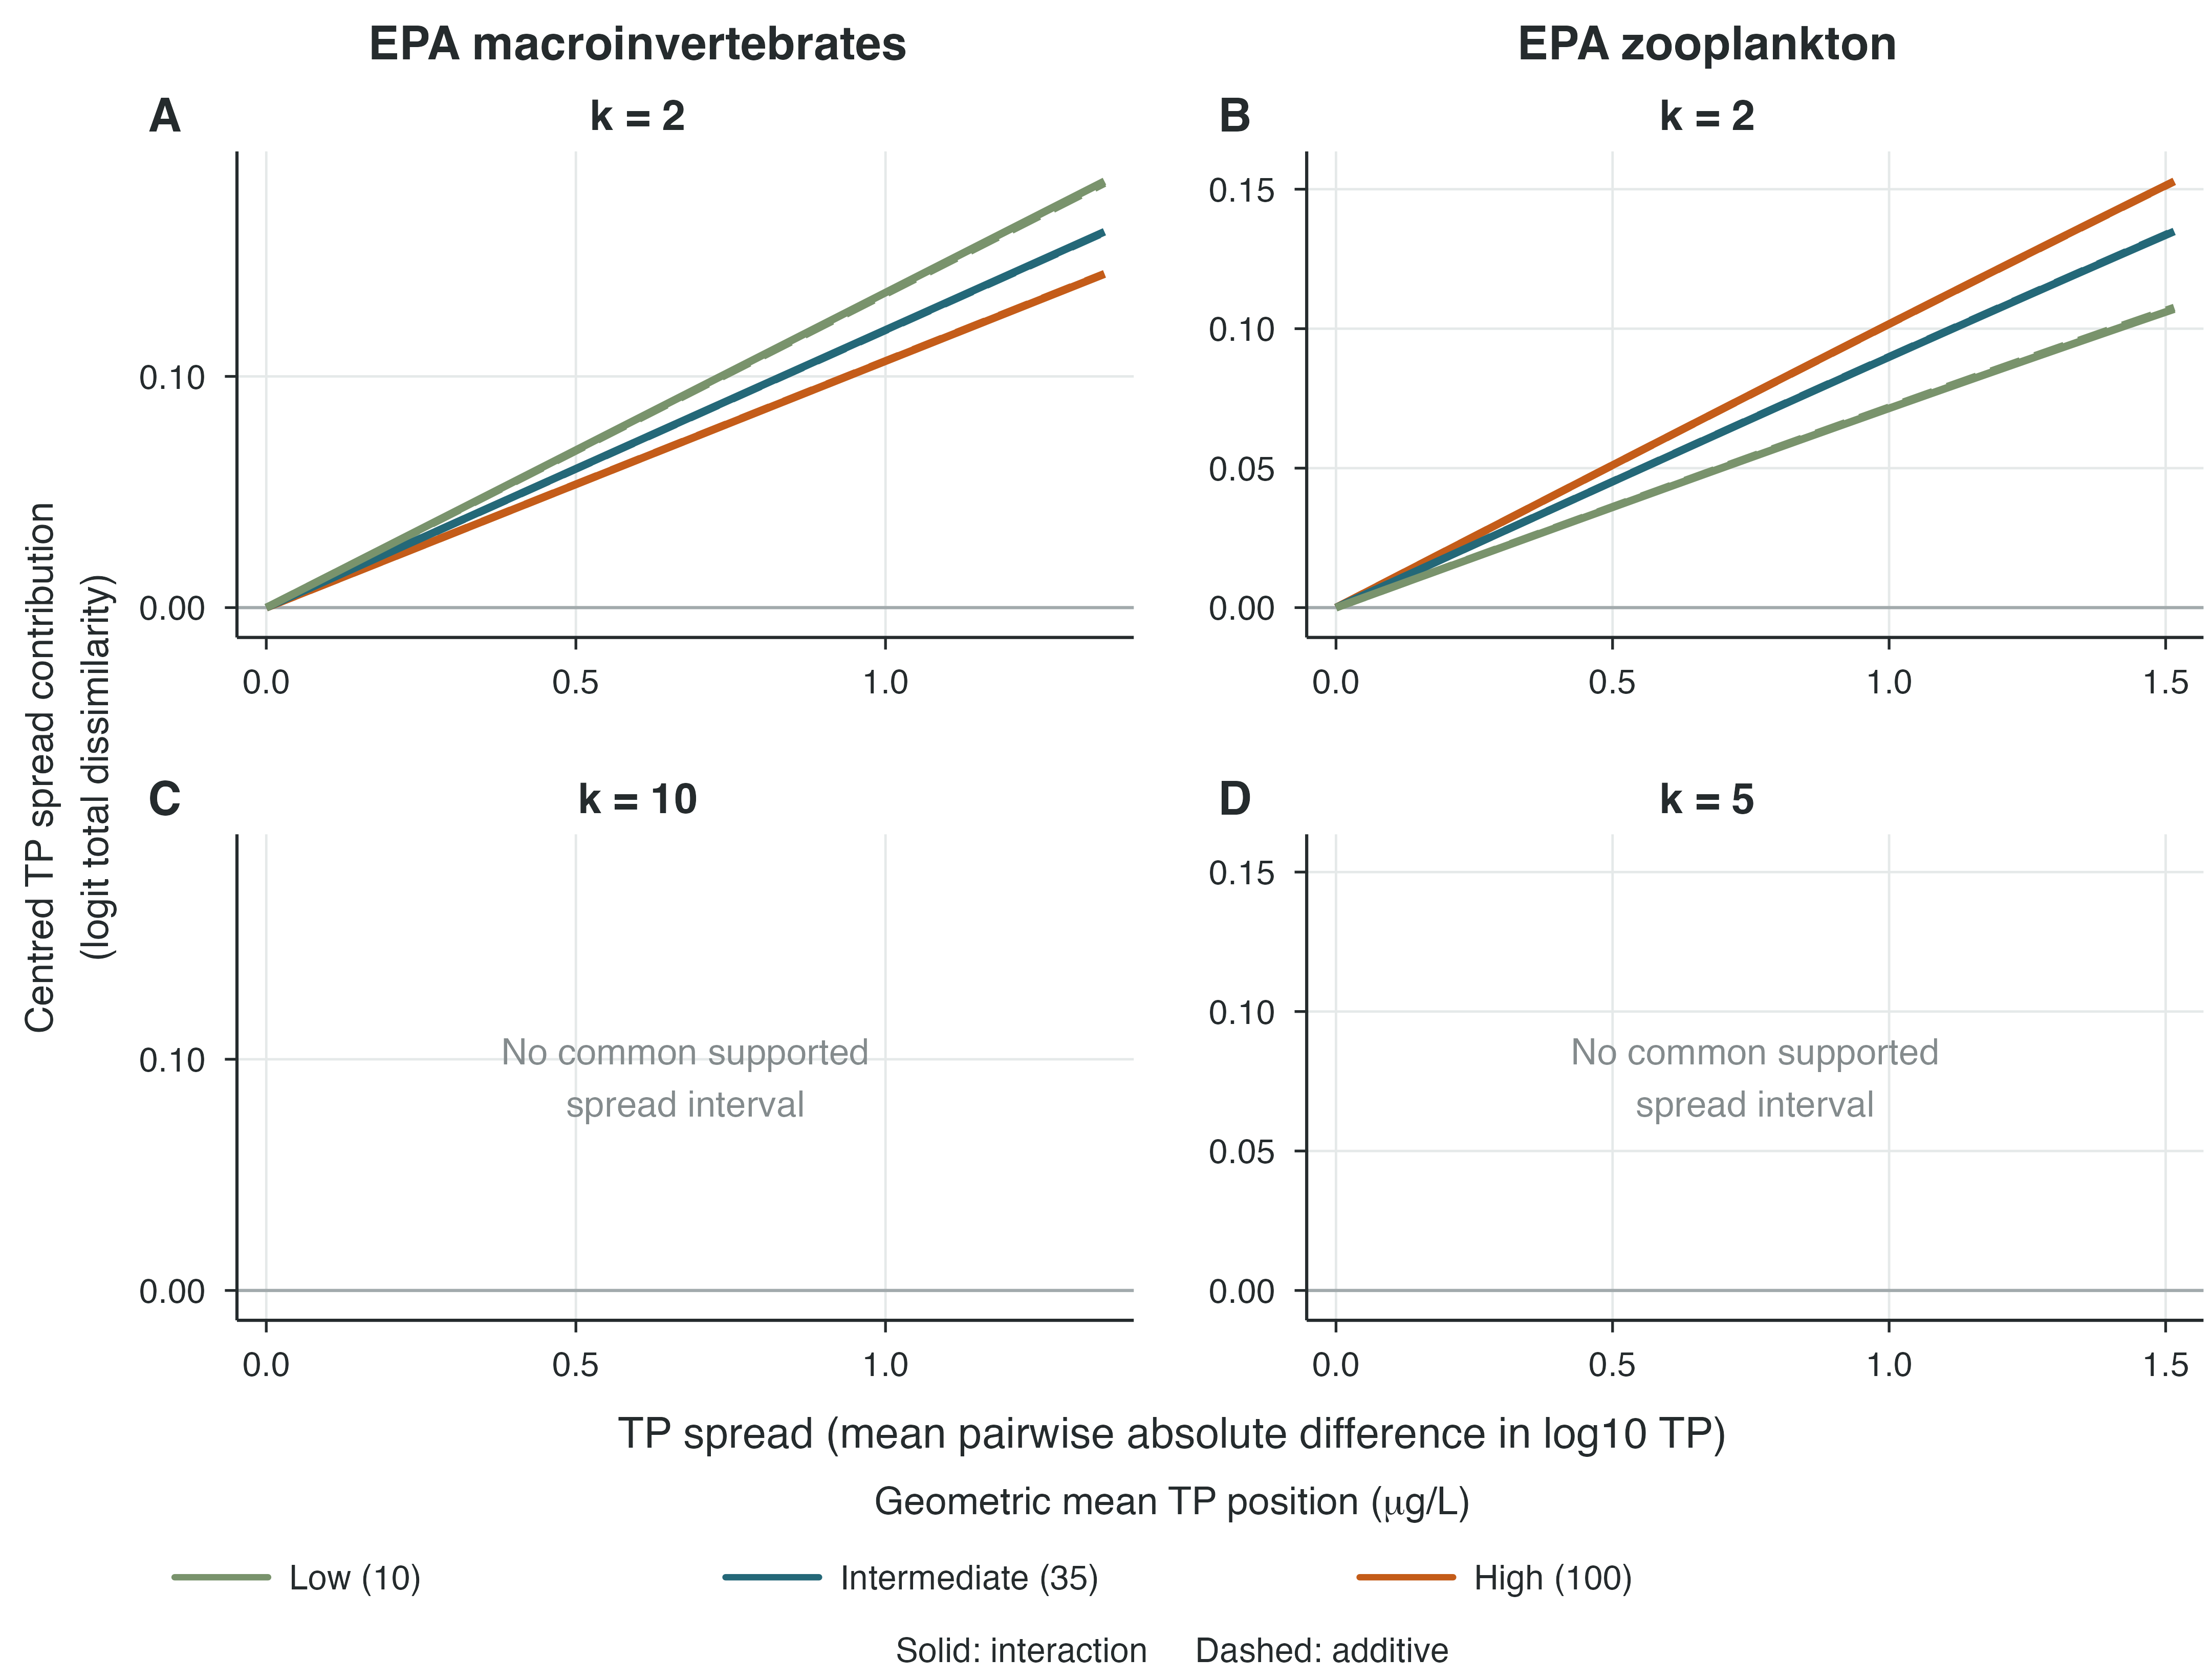 EPA macroinvertebrates
EPA zooplankton
A
k = 2
B
k = 2
0.10
0.00
0.0
0.5
1.0
0.15
0.10
0.05
0.00
0.0
0.5
1.0
1.5
Centred TP spread contribution
(logit total dissimilarity)
C
k = 10
D
k = 5
0.10
0.00
No common supported
spread interval
0.0
0.5
1.0
0.15
0.10
0.05
0.00
No common supported
spread interval
0.0
0.5
1.0
1.5
TP spread (mean pairwise absolute difference in log10 TP)
Geometric mean TP position (μg/L)
Low (10)
Intermediate (35)
High (100)
Solid: interaction Dashed: additive